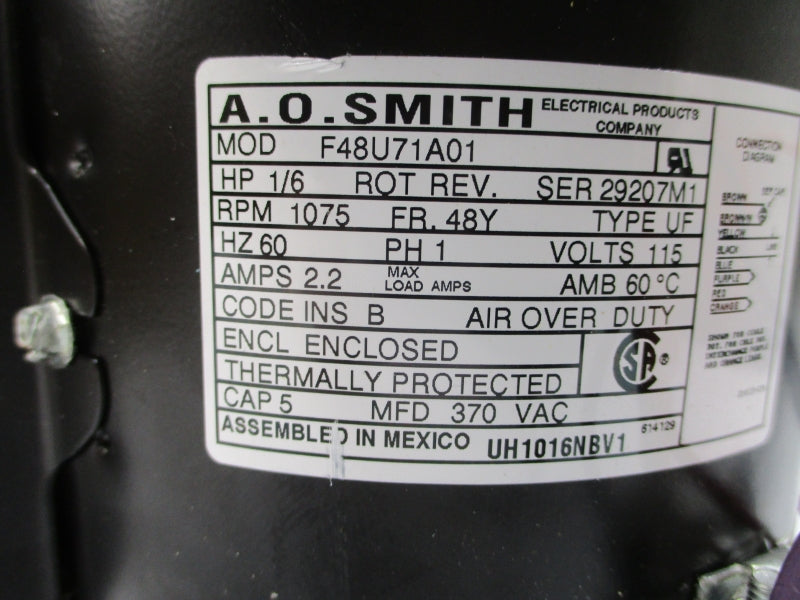 A.O.SMITH ELECTRICAL PRODUCTS COMPANY
MOD F48U71A01
HP 1/6 ROT REV. SER 29207M1
RPM 1075 FR. 48Y TYPE UF
HZ 60 PH 1 VOLTS 115
AMPS 2.2 MAX LOAD AMPS AMB 60 °C
CODE INS B AIR OVER DUTY
ENCL ENCLOSED
THERMALLY PROTECTED
CAP 5 MFD 370 VAC
ASSEMBLED IN MEXICO UH1016NBV1 614129
SA ®
CONNECTION
DIAGRAM
BROWN
YELLOW
BLACK
BLUE
PURPLE
RED
ORANGE